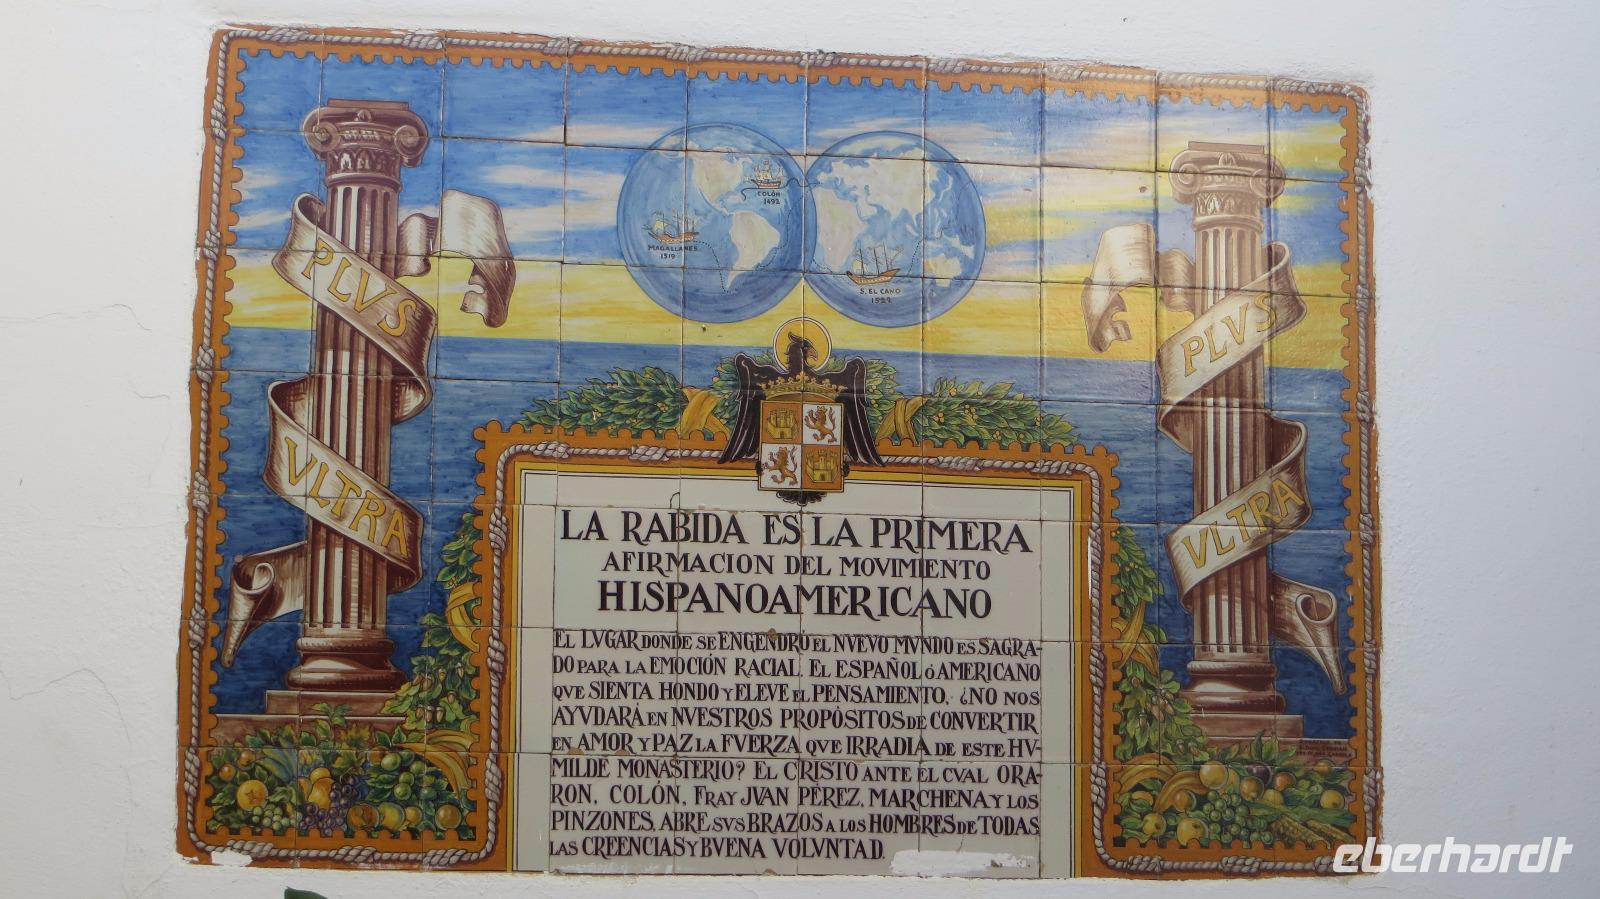 COLÓN
1492
MAGALLANES
1519
S. EL CANO
1522
PLVS
VLTRA
PLVS
VLTRA
LA RABIDA ES LA PRIMERA
AFIRMACION DEL MOVIMIENTO
HISPANOAMERICANO
EL LVGAR DONDE SE ENGENDRÓ EL NVEVO MVNDO ES SAGRA-
DO PARA LA EMOCIÓN RACIAL. EL ESPAÑOL Ó AMERICANO
QVE SIENTA HONDO Y ELEVE EL PENSAMIENTO, ¿NO NOS
AYVDARÁ EN NVESTROS PROPÓSITOS DE CONVERTIR
EN AMOR Y PAZ LA FVERZA QVE IRRADIA DE ESTE HV-
MILDE MONASTERIO? EL CRISTO ANTE EL CVAL ORA-
RON, COLÓN, FRAY JVAN PÉREZ, MARCHENA Y LOS
PINZONES, ABRE SVS BRAZOS A LOS HOMBRES DE TODAS
LAS CREENCIAS Y BVENA VOLVNTAD.
eberhardt